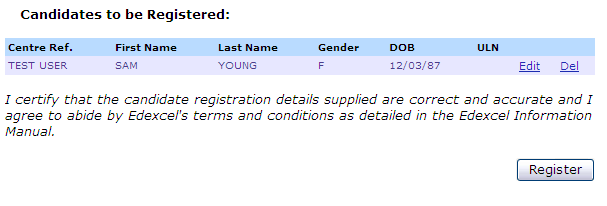 Candidates to be Registered:
Centre Ref. First Name Last Name Gender DOB ULN
TEST USER SAM YOUNG F 12/03/87 Edit Del
I certify that the candidate registration details supplied are correct and accurate and I
agree to abide by Edexcel's terms and conditions as detailed in the Edexcel Information
Manual.
Register